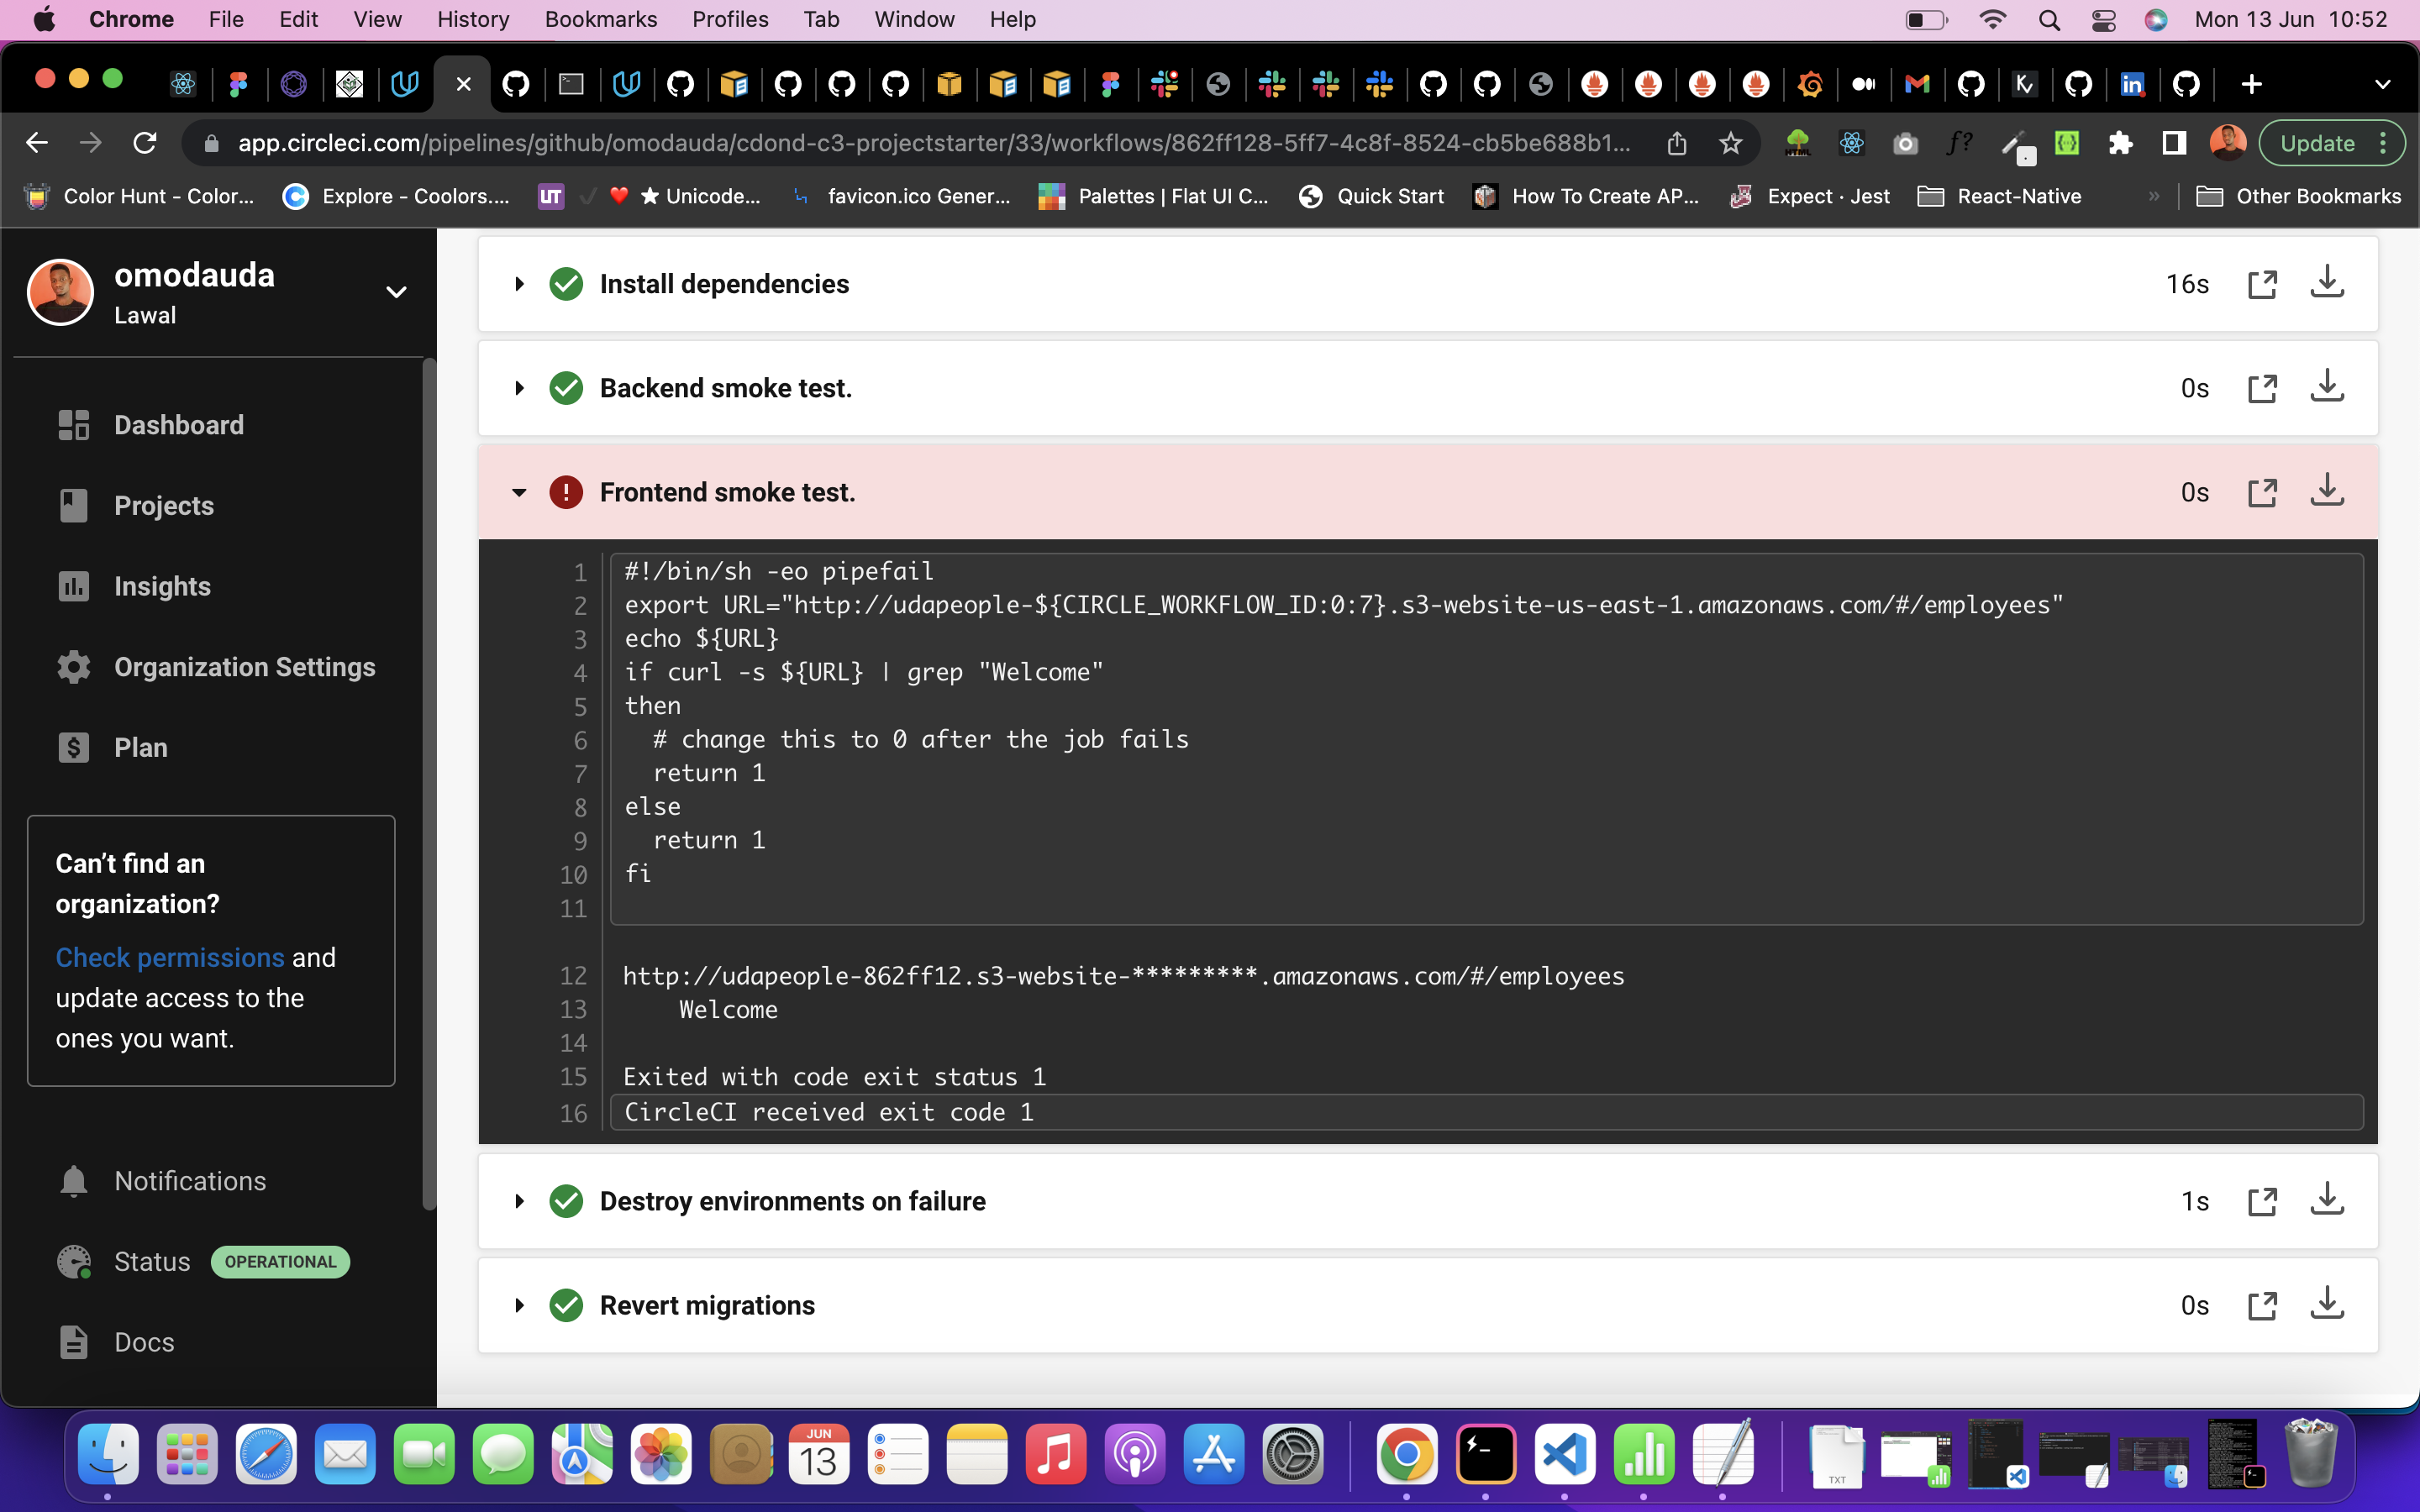 Chrome File Edit View History Bookmarks Profiles Tab Window Help Mon 13 Jun 10:52
app.circleci.com/pipelines/github/omodauda/cdond-c3-projectstarter/33/workflows/862ff128-5ff7-4c8f-8524-cb5be688b1... Update
Color Hunt - Color... Explore - Coolors.... UT ✓ ❤ ★ Unicode... favicon.ico Gener... Palettes | Flat UI C... Quick Start How To Create AP... Expect · Jest React-Native » Other Bookmarks
omodauda
Lawal
Dashboard
Projects
Insights
Organization Settings
Plan
Can’t find an
organization?
Check permissions and
update access to the
ones you want.
Notifications
Status OPERATIONAL
Docs
Install dependencies 16s
Backend smoke test. 0s
Frontend smoke test. 0s
1 #!/bin/sh -eo pipefail
2 export URL="http://udapeople-${CIRCLE_WORKFLOW_ID:0:7}.s3-website-us-east-1.amazonaws.com/#/employees"
3 echo ${URL}
4 if curl -s ${URL} | grep "Welcome"
5 then
6 # change this to 0 after the job fails
7 return 1
8 else
9 return 1
10 fi
11
12 http://udapeople-862ff12.s3-website-*********.amazonaws.com/#/employees
13 Welcome
14
15 Exited with code exit status 1
16 CircleCI received exit code 1
Destroy environments on failure 1s
Revert migrations 0s
JUN
13
TXT